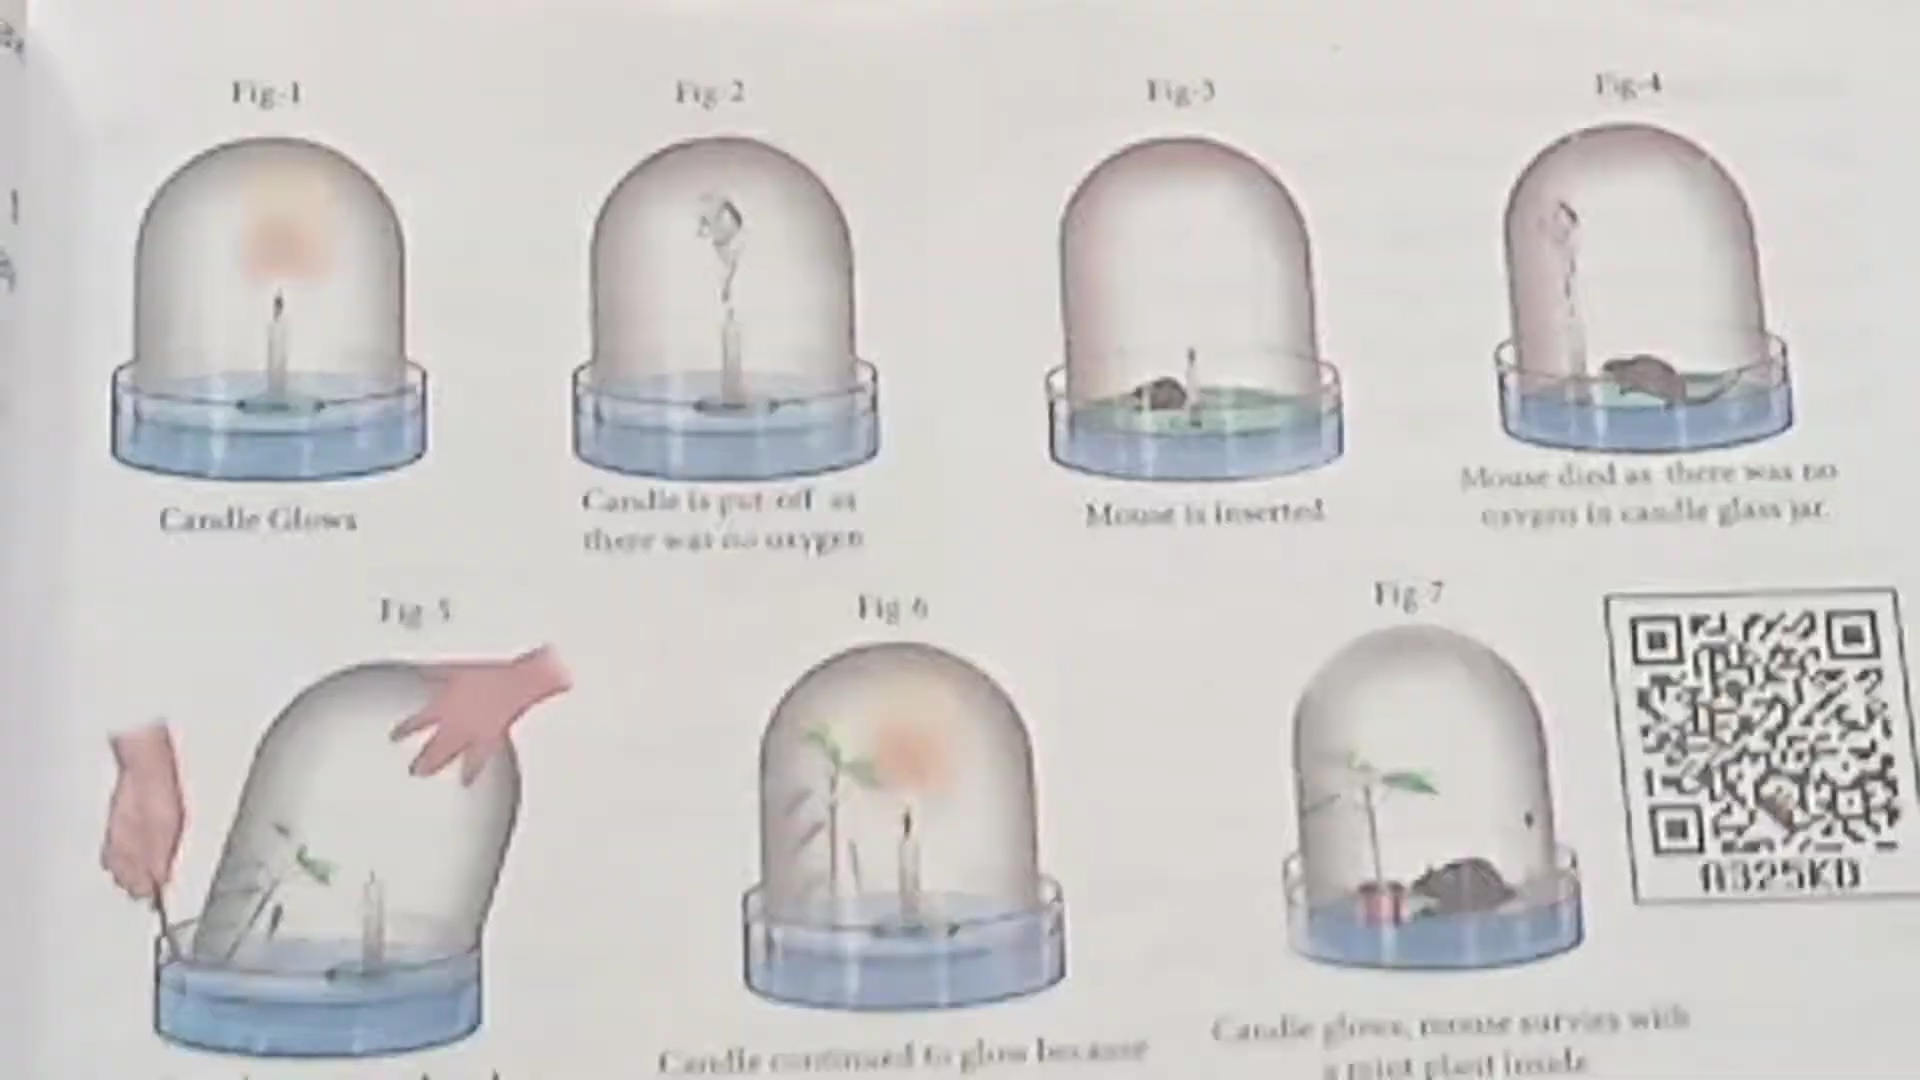 Fig-1
Fig-2
Fig-3
Fig-4
Candle Glows
Candle is put off as
there was no oxygen
Mouse is inserted
Mouse died as there was no
oxygen in candle glass jar.
Fig-5
Fig-6
Fig-7
0325KD
Candle continued to glow because
Candle glows, mouse survies with
a mint plant inside